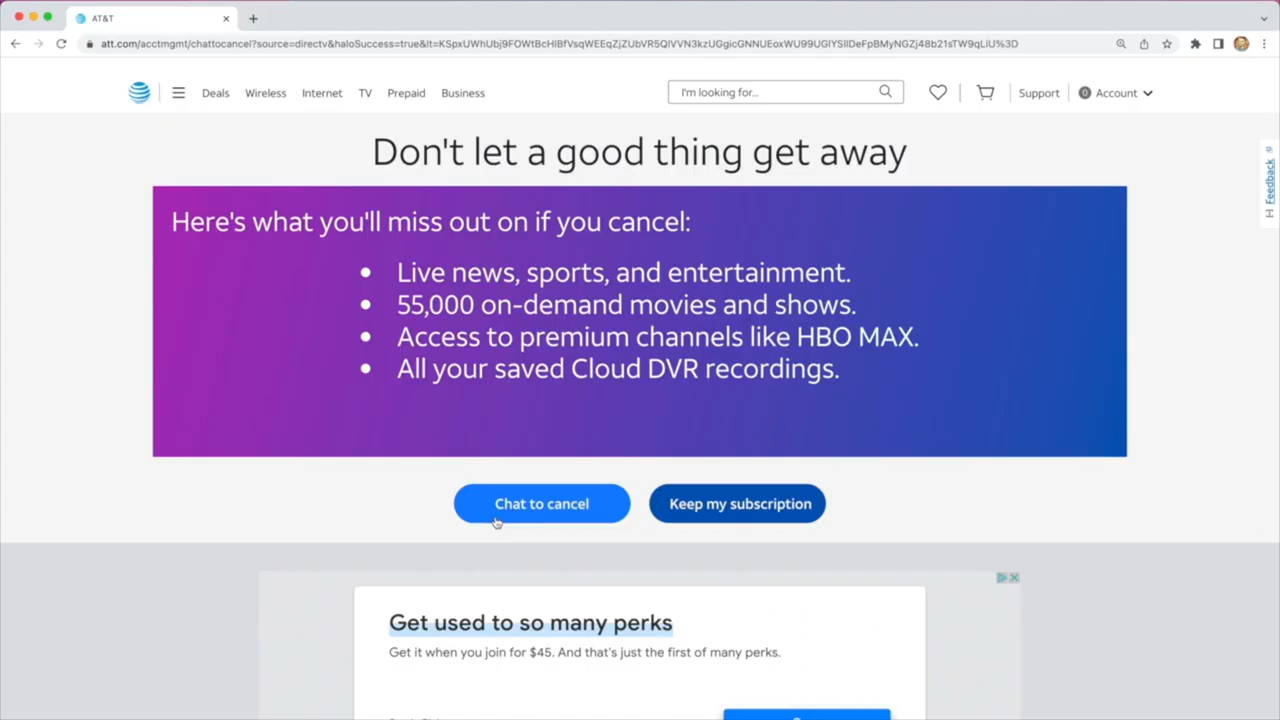 AT&T
att.com/acctmgmt/chattocancel?source=directv&haloSuccess=true&lt=KSpxUWhUbj9FOWtBcHlBfVsqWEEqZjZUbVR5QlVVN3kzUGgicGNNUEoxWU99UGlYSllDeFpBMyNGZj48b21sTW9qLiU%3D
Deals Wireless Internet TV Prepaid Business I'm looking for... Support Account
Don't let a good thing get away
Feedback
Here's what you'll miss out on if you cancel:
• Live news, sports, and entertainment.
• 55,000 on-demand movies and shows.
• Access to premium channels like HBO MAX.
• All your saved Cloud DVR recordings.
Chat to cancel Keep my subscription
Get used to so many perks
Get it when you join for $45. And that's just the first of many perks.